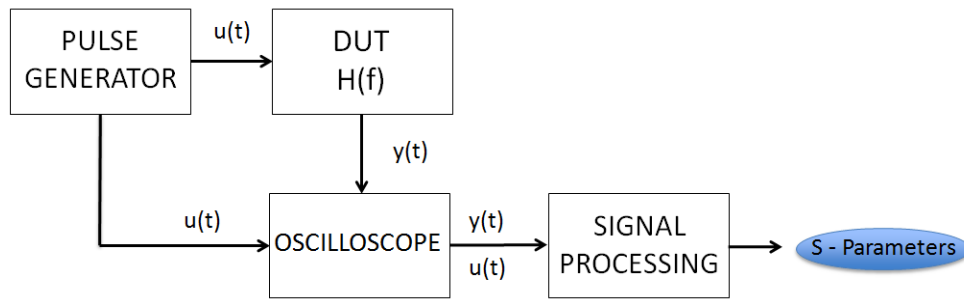 PULSE
GENERATOR
u(t)
DUT
H(f)
y(t)
u(t)
OSCILLOSCOPE
y(t)
u(t)
SIGNAL
PROCESSING
S - Parameters